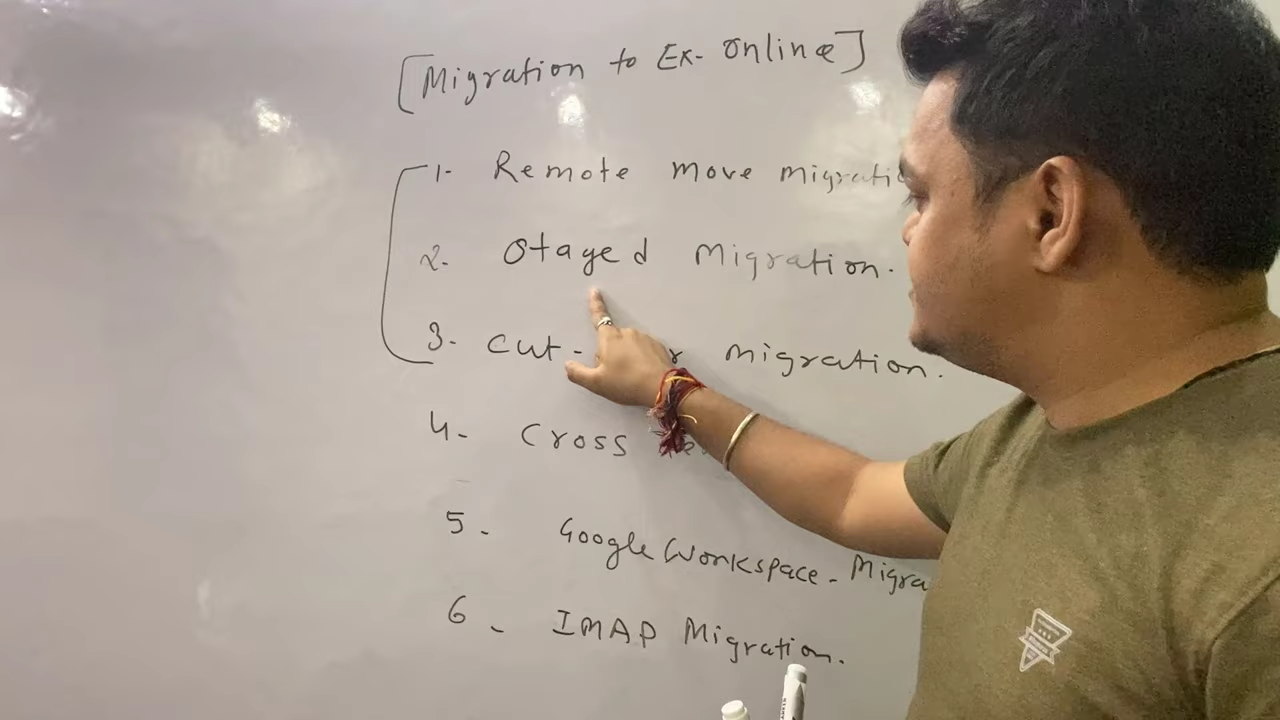 [Migration to Ex- Online]
1- Remote move migratio
2. Staged Migration.
3- Cut- r migration.
4- Cross
5- Google Workspace- Migra
6- IMAP Migration.